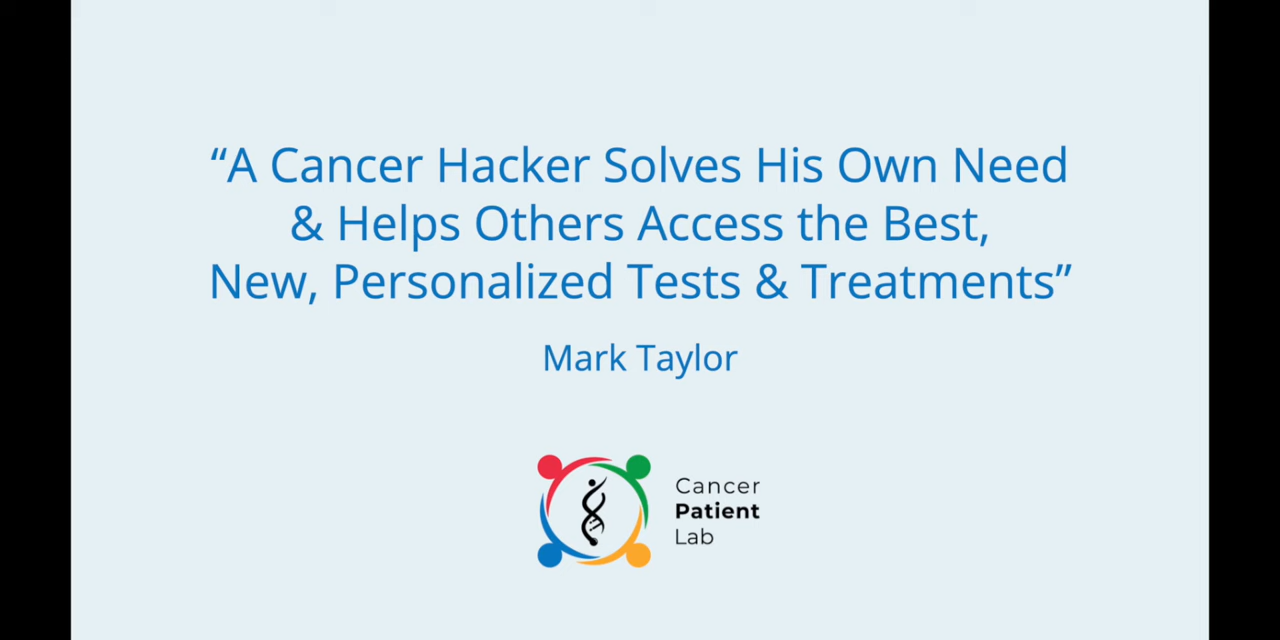 “A Cancer Hacker Solves His Own Need
& Helps Others Access the Best,
New, Personalized Tests & Treatments”
Mark Taylor
Cancer
Patient
Lab